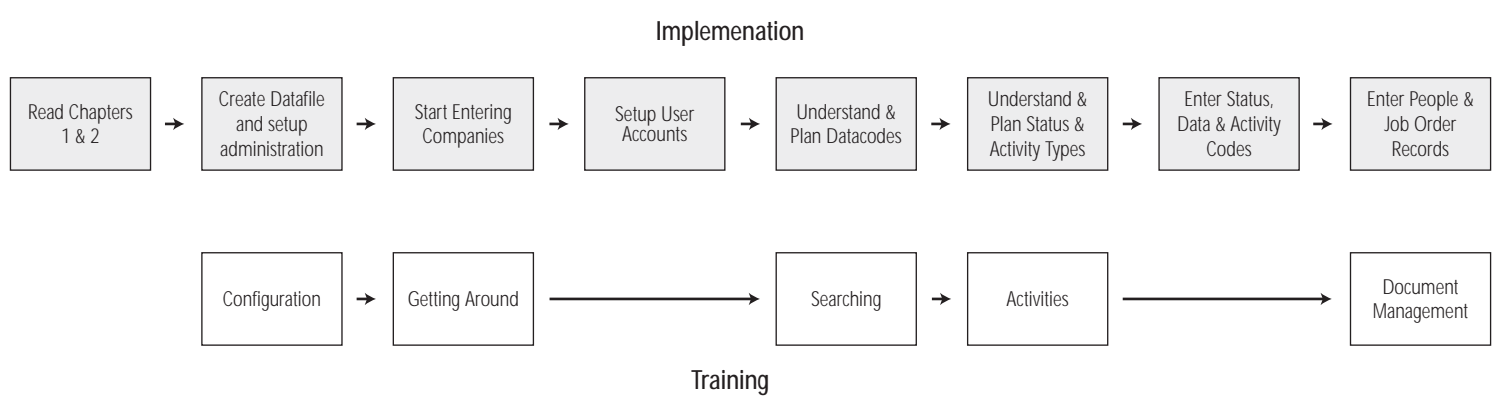 Implemenation
Read Chapters
1 & 2
Create Datafile
and setup
administration
Start Entering
Companies
Setup User
Accounts
Understand &
Plan Datacodes
Understand &
Plan Status &
Activity Types
Enter Status,
Data & Activity
Codes
Enter People &
Job Order
Records
Configuration
Getting Around
Searching
Activities
Document
Management
Training